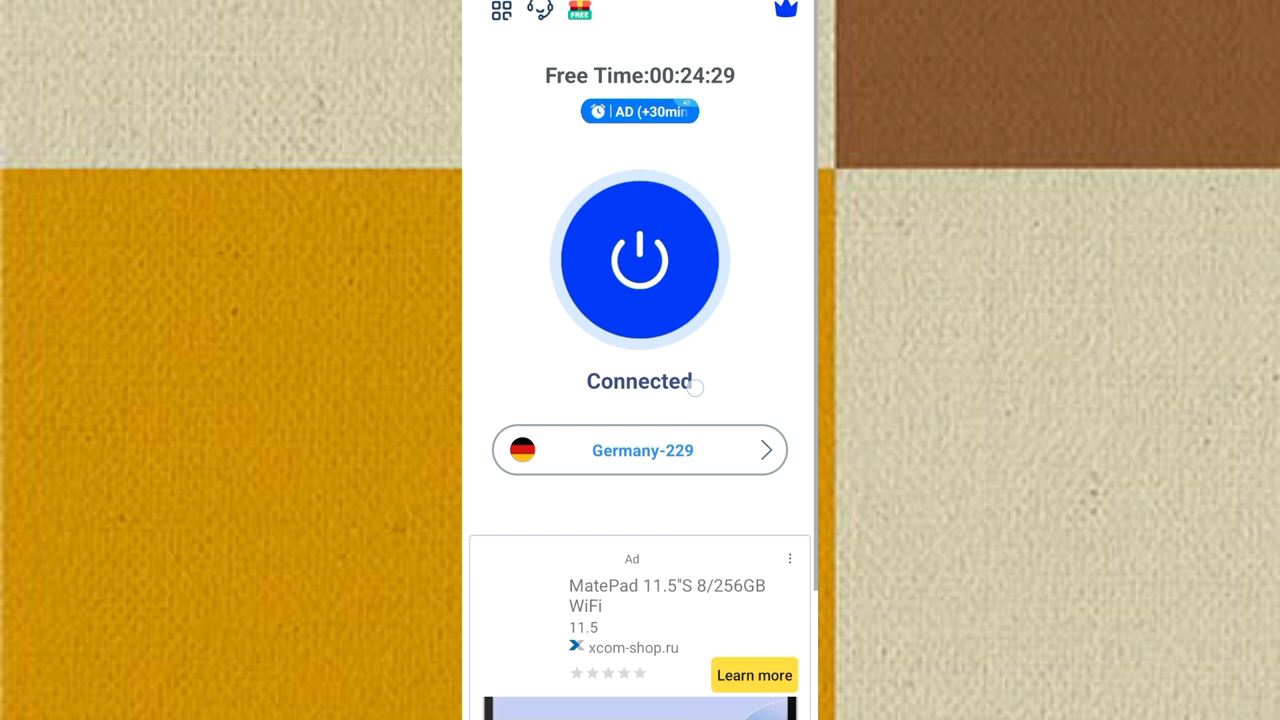 FREE
Free Time:00:24:29
AD
AD (+30min
Connected
Germany-229
Ad
MatePad 11.5"S 8/256GB
WiFi
11.5
xcom-shop.ru
Learn more